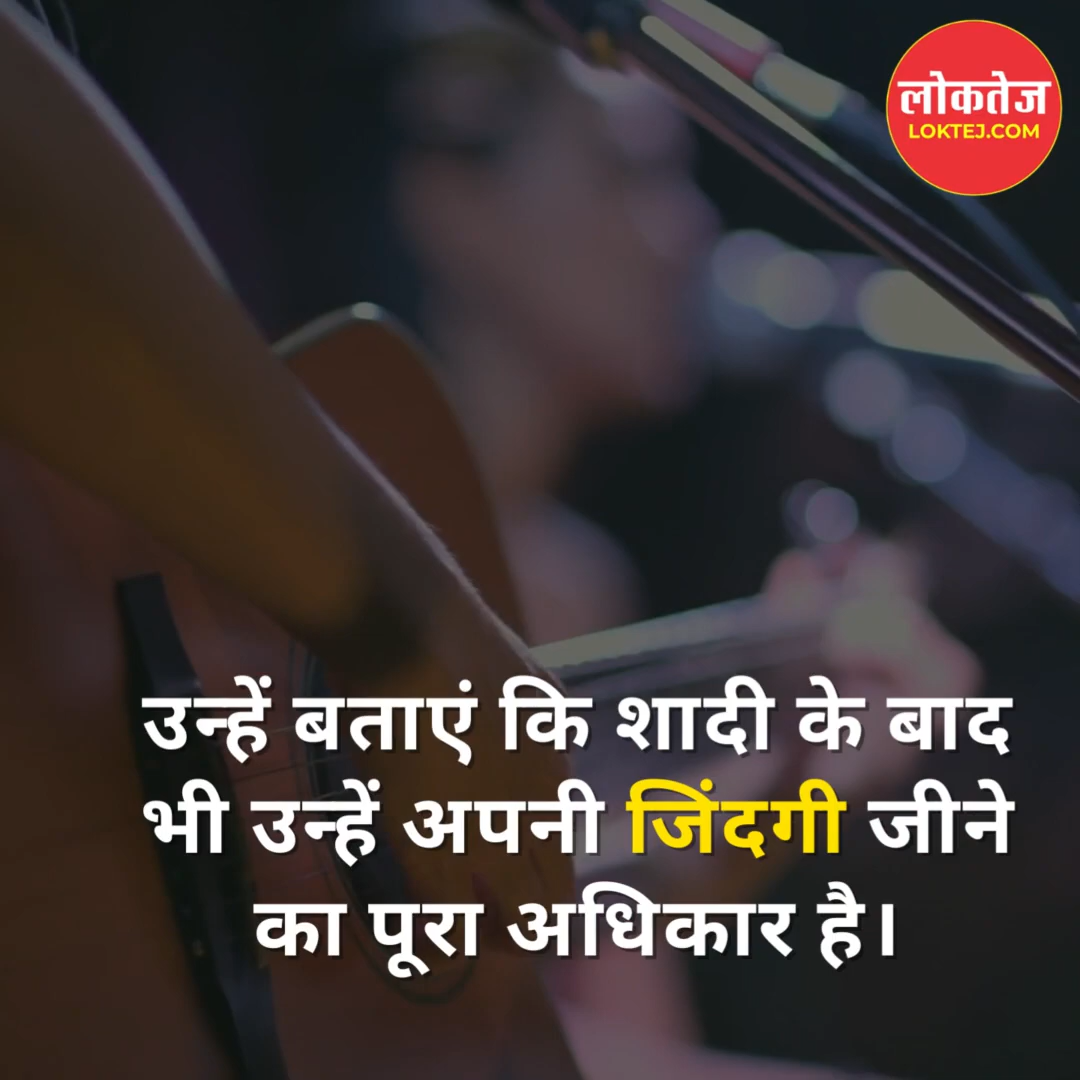 लोकतेज
LOKTEJ.COM
उन्हें बताएं कि शादी के बाद
भी उन्हें अपनी जिंदगी जीने
का पूरा अधिकार है।